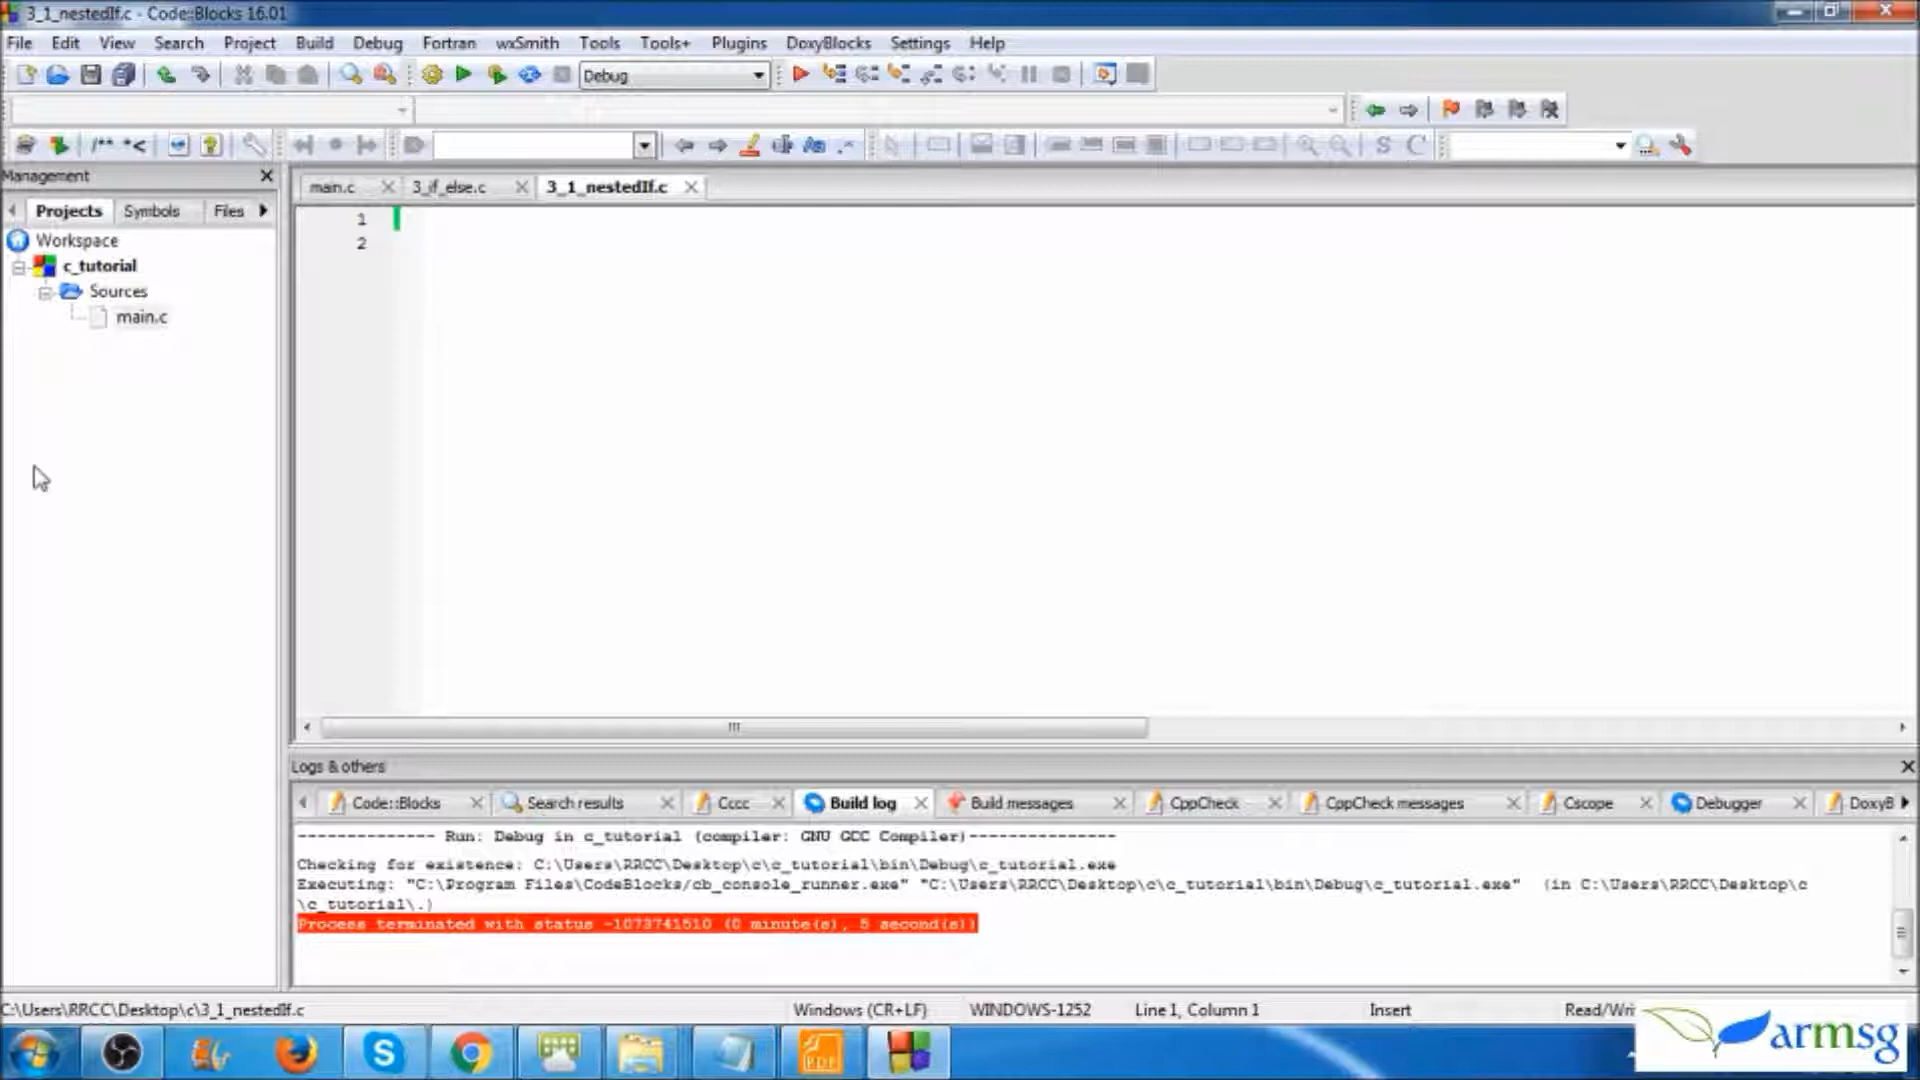 3_1_nestedIf.c - Code::Blocks 16.01
File Edit View Search Project Build Debug Fortran wxSmith Tools Tools+ Plugins DoxyBlocks Settings Help
Debug
/** *<
S C
Management
main.c 3_if_else.c 3_1_nestedIf.c
Projects Symbols Files
1
2
Workspace
c_tutorial
Sources
main.c
Logs & others
Code::Blocks Search results Cccc Build log Build messages CppCheck CppCheck messages Cscope Debugger DoxyB
-------------- Run: Debug in c_tutorial (compiler: GNU GCC Compiler)---------------
Checking for existence: C:\Users\RRCC\Desktop\c\c_tutorial\bin\Debug\c_tutorial.exe
Executing: "C:\Program Files\CodeBlocks/cb_console_runner.exe" "C:\Users\RRCC\Desktop\c\c_tutorial\bin\Debug\c_tutorial.exe"  (in C:\Users\RRCC\Desktop\c
\c_tutorial\.)
Process terminated with status -1073741510 (0 minute(s), 5 second(s))
C:\Users\RRCC\Desktop\c\3_1_nestedIf.c Windows (CR+LF) WINDOWS-1252 Line 1, Column 1 Insert Read/Wri
PDF
armsg